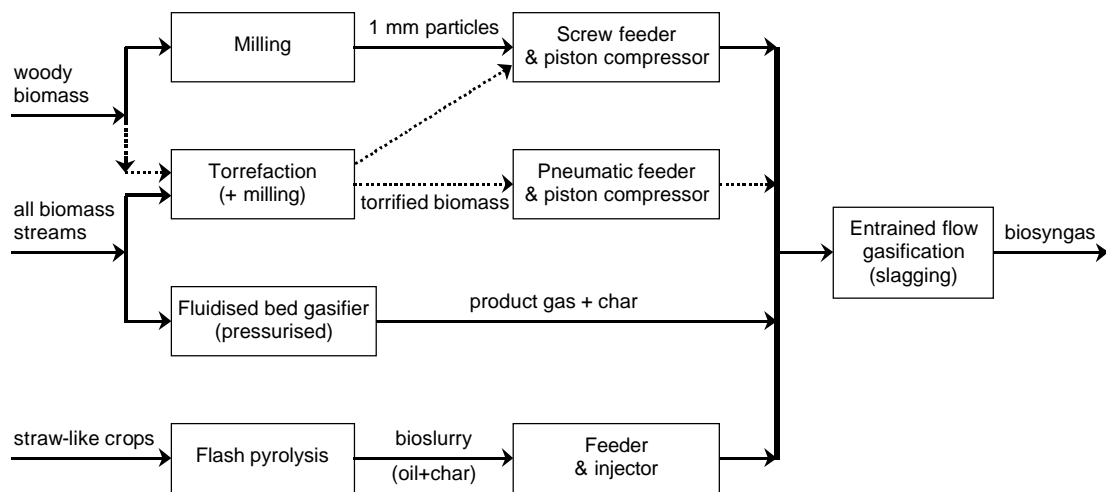 Milling
1 mm particles
Screw feeder
& piston compressor
woody
biomass
Torrefaction
(+ milling)
torrified biomass
Pneumatic feeder
& piston compressor
all biomass
streams
Entrained flow
gasification
(slagging)
biosyngas
Fluidised bed gasifier
(pressurised)
product gas + char
straw-like crops
Flash pyrolysis
bioslurry
(oil+char)
Feeder
& injector